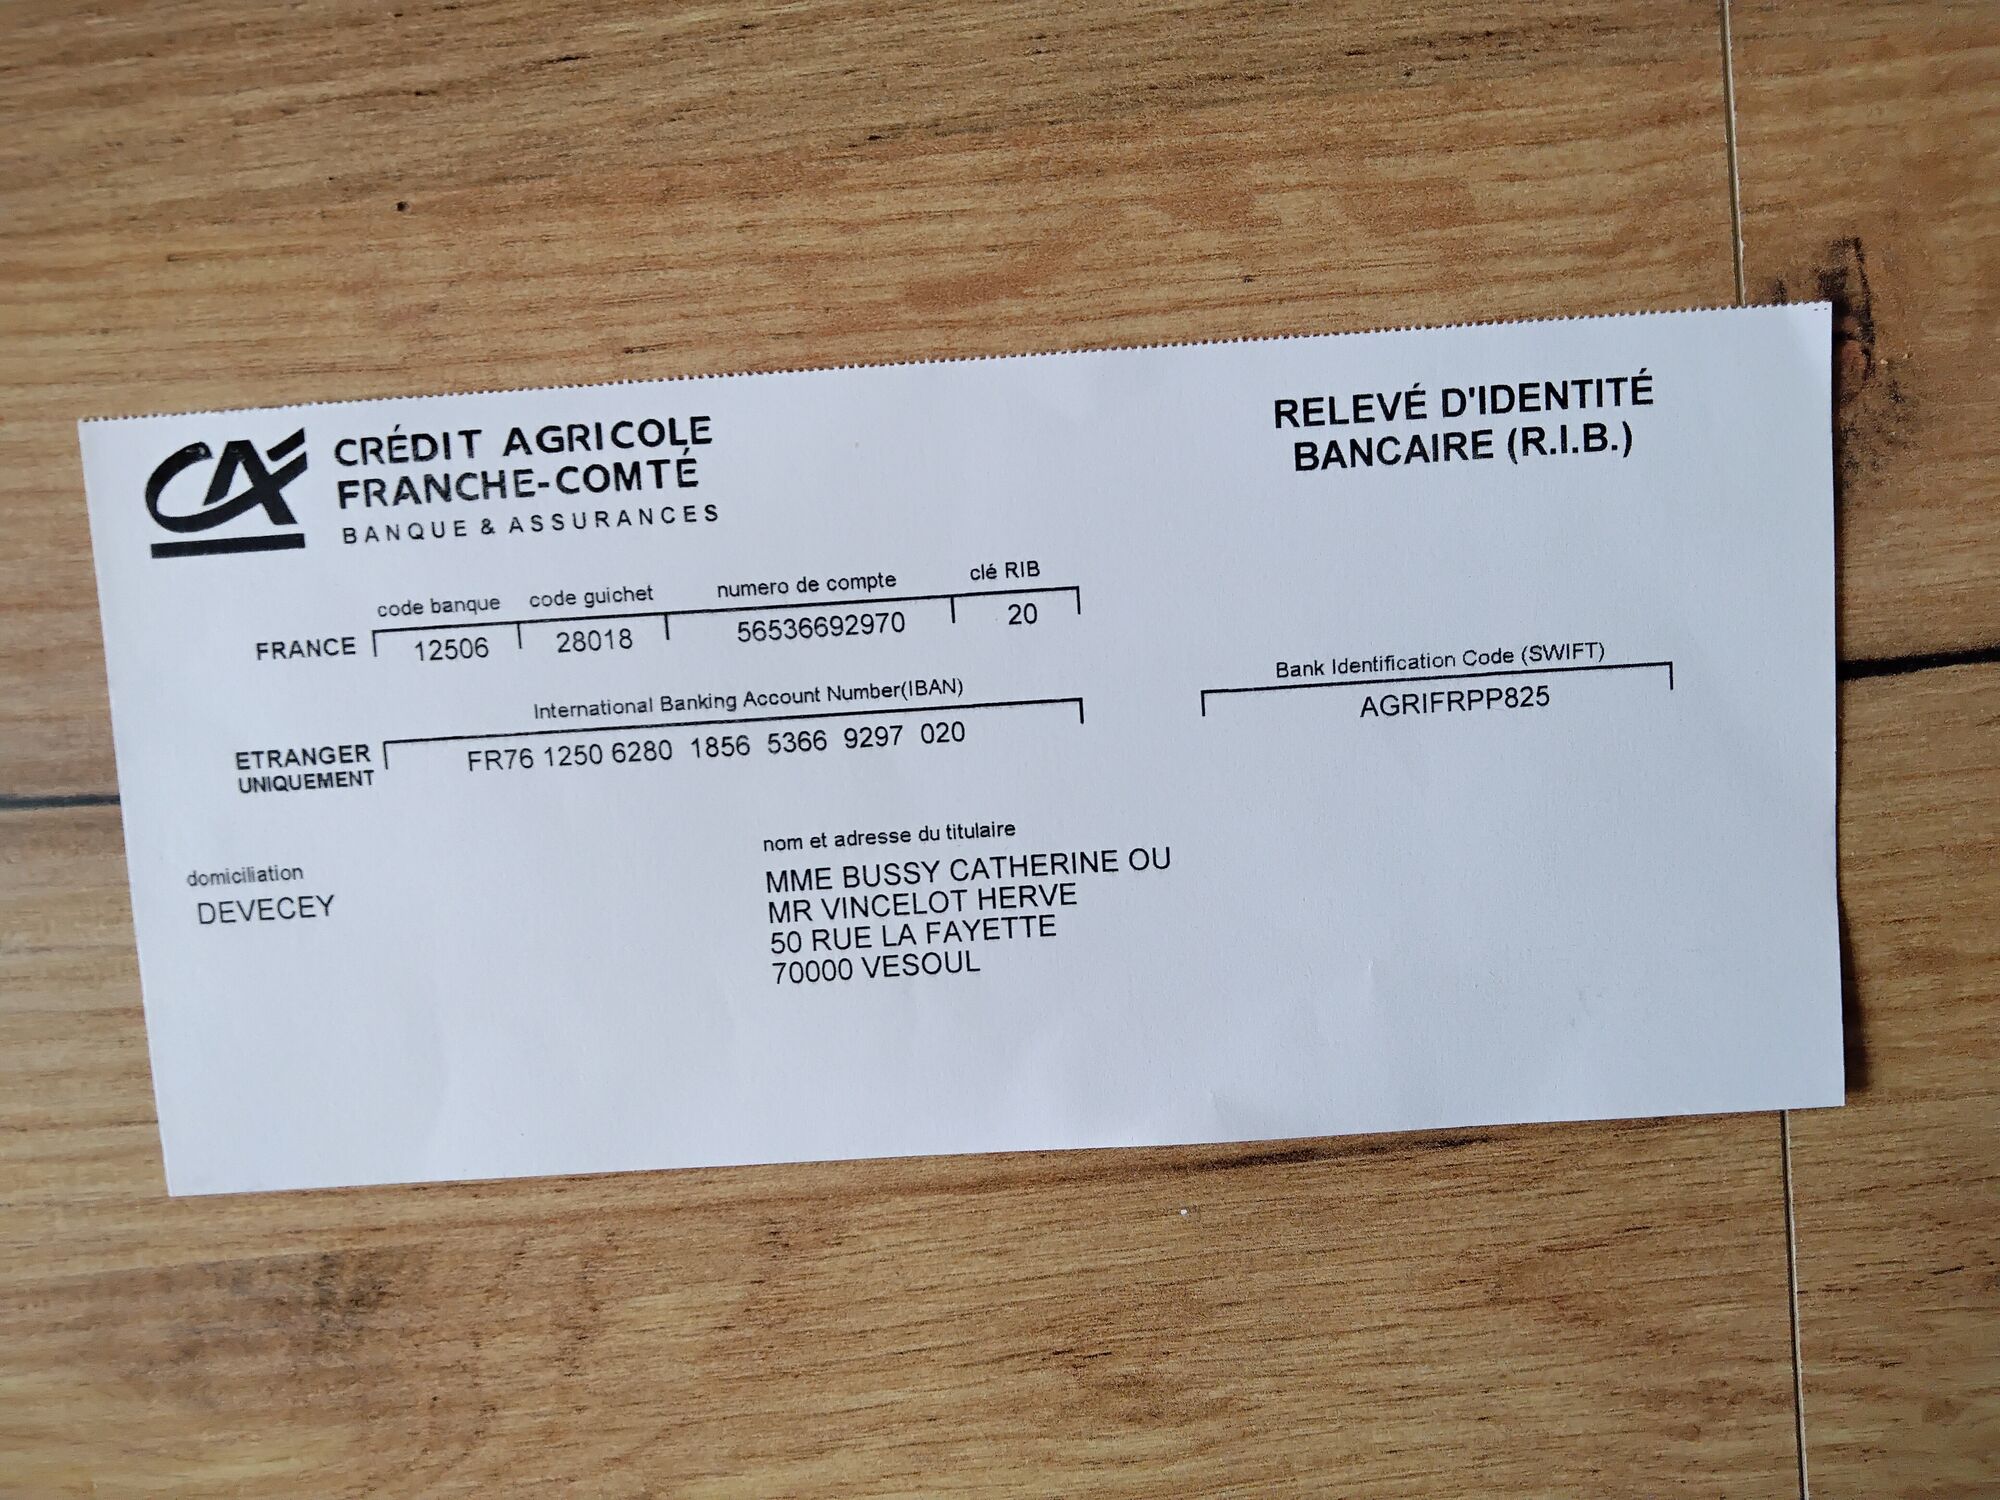 CA
CRÉDIT AGRICOLE
FRANCHE-COMTÉ
BANQUE & ASSURANCES
RELEVÉ D'IDENTITÉ
BANCAIRE (R.I.B.)
code banque code guichet numero de compte clé RIB
FRANCE 12506 28018 56536692970 20
International Banking Account Number(IBAN)
Bank Identification Code (SWIFT)
ETRANGER
UNIQUEMENT
FR76 1250 6280 1856 5366 9297 020
AGRIFRPP825
domiciliation
DEVECEY
nom et adresse du titulaire
MME BUSSY CATHERINE OU
MR VINCELOT HERVE
50 RUE LA FAYETTE
70000 VESOUL